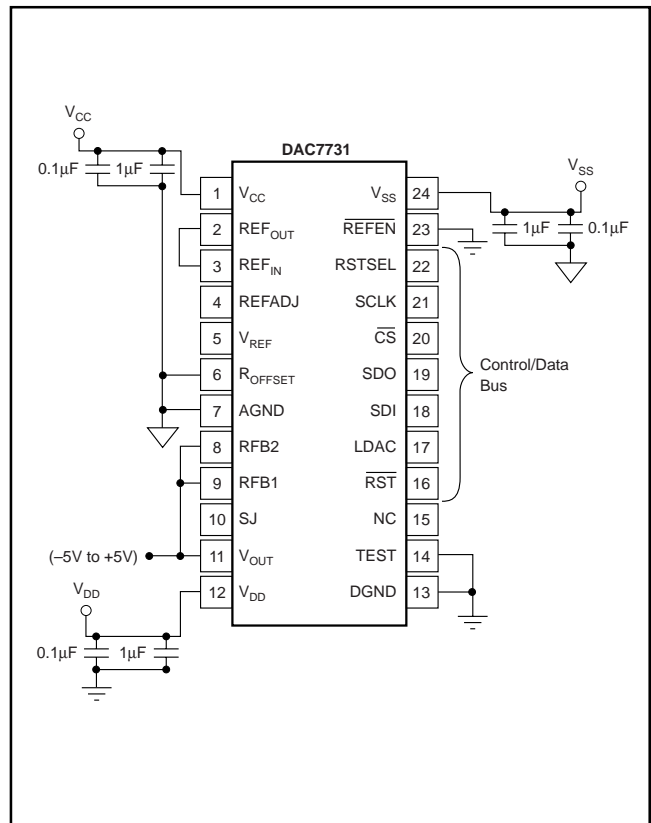 V_CC
0.1µF 1µF
DAC7731
V_SS
1µF 0.1µF
1 V_CC V_SS 24
2 REF_OUT R̅E̅F̅E̅N̅ 23
3 REF_IN RSTSEL 22
4 REFADJ SCLK 21
5 V_REF C̅S̅ 20
6 R_OFFSET SDO 19
7 AGND SDI 18
8 RFB2 LDAC 17
9 RFB1 R̅S̅T̅ 16
10 SJ NC 15
11 V_OUT TEST 14
12 V_DD DGND 13
Control/Data
Bus
(–5V to +5V)
V_DD
0.1µF 1µF